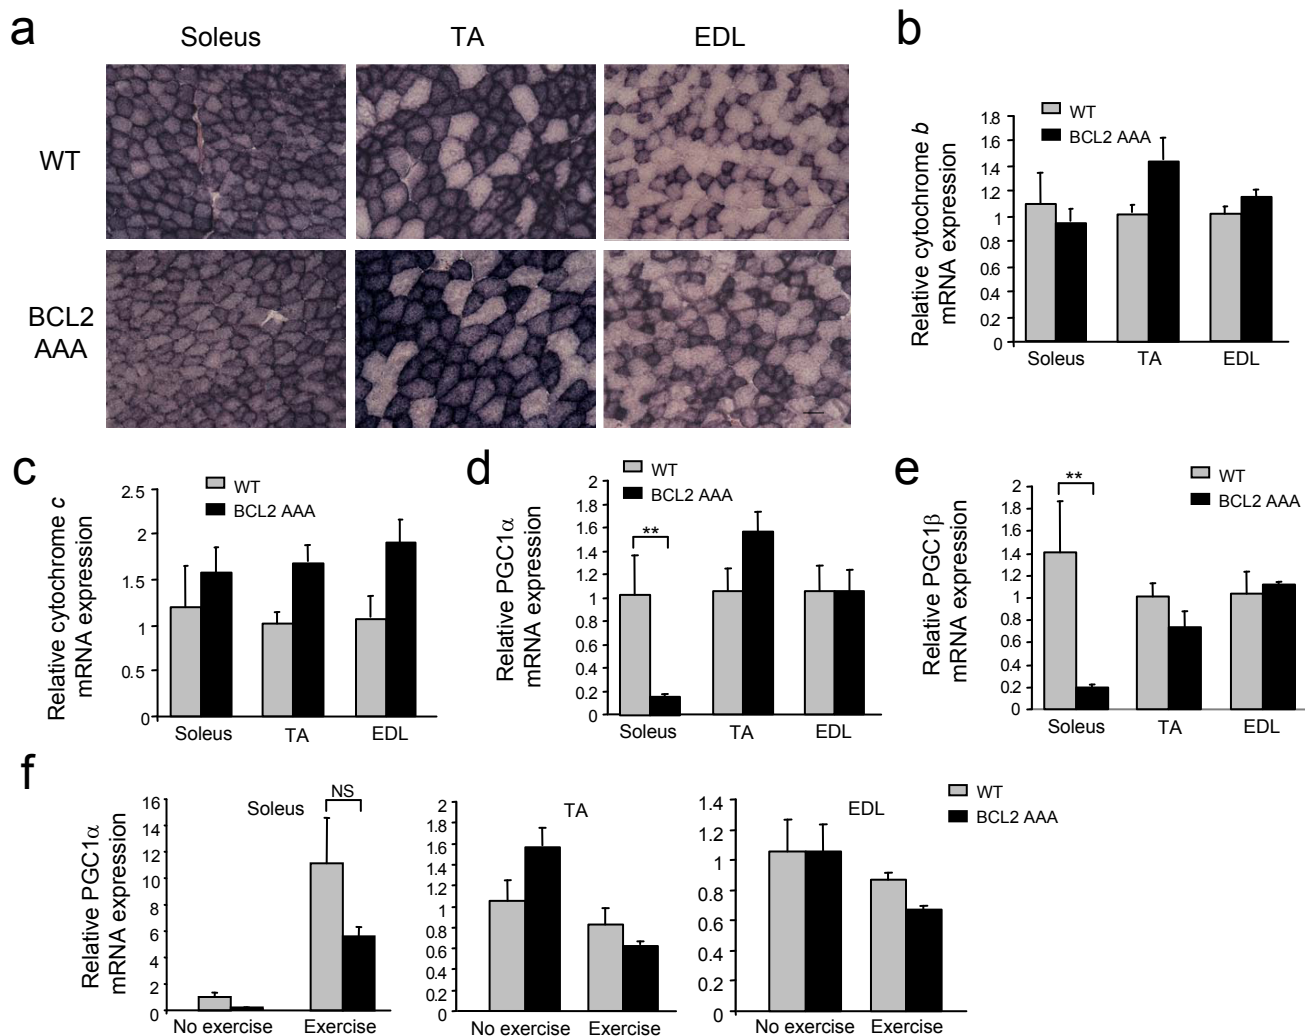 a
Soleus
TA
EDL
WT
BCL2
AAA
b
WT
BCL2 AAA
Relative cytochrome b
mRNA expression
1.8
1.6
1.4
1.2
1
0.8
0.6
0.4
0.2
0
Soleus
TA
EDL
c
WT
BCL2 AAA
Relative cytochrome c
mRNA expression
2.5
2
1.5
1
0.5
0
Soleus
TA
EDL
d
WT
BCL2 AAA
Relative PGC1α
mRNA expression
2
1.8
1.6
1.4
1.2
1
0.8
0.6
0.4
0.2
0
**
Soleus
TA
EDL
e
WT
BCL2 AAA
Relative PGC1β
mRNA expression
2
1.8
1.6
1.4
1.2
1
0.8
0.6
0.4
0.2
0
**
Soleus
TA
EDL
f
Relative PGC1α
mRNA expression
16
14
12
10
8
6
4
2
0
Soleus
NS
No exercise
Exercise
2
1.8
1.6
1.4
1.2
1
0.8
0.6
0.4
0.2
0
TA
No exercise
Exercise
1.4
1.2
1
0.8
0.6
0.4
0.2
0
EDL
No exercise
Exercise
WT
BCL2 AAA